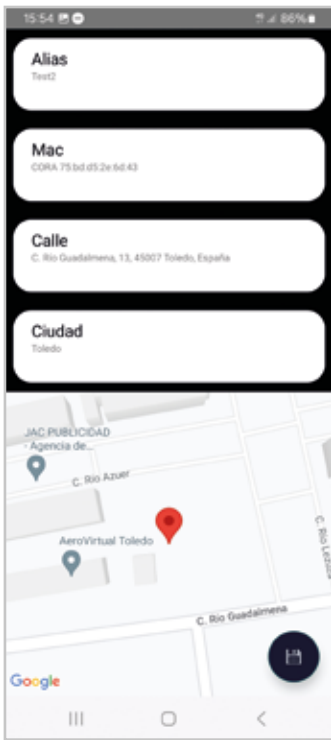 15:54 86%
Alias
Test2
Mac
CORA 75:bd:d5:2e:6d:43
Calle
C. Río Guadalmena, 13, 45007 Toledo, España
Ciudad
Toledo
JAC PUBLICIDAD
- Agencia de...
C. Río Azuer
AeroVirtual Toledo
C. Río
C. Río Guadalmena
Google